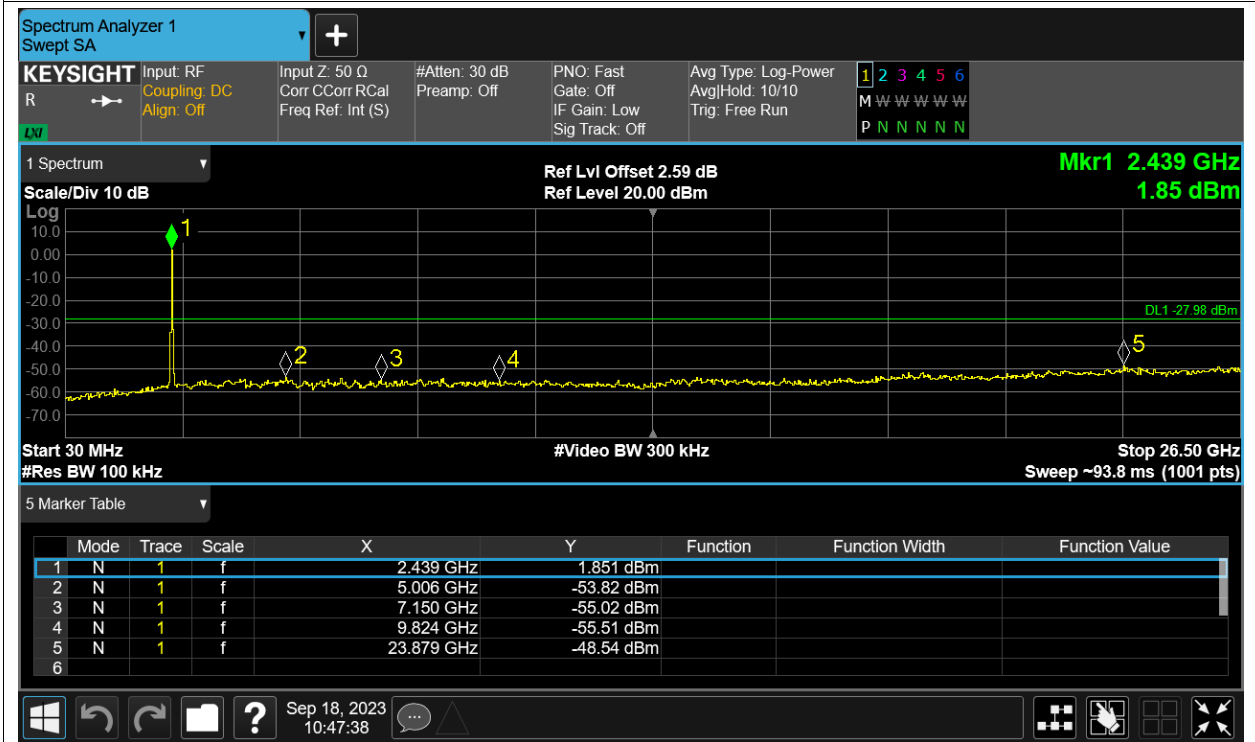 Spectrum Analyzer 1
Swept SA
+
KEYSIGHT
R
LXI
Input: RF
Coupling: DC
Align: Off
Input Z: 50 Ω
Corr CCorr RCal
Freq Ref: Int (S)
#Atten: 30 dB
Preamp: Off
PNO: Fast
Gate: Off
IF Gain: Low
Sig Track: Off
Avg Type: Log-Power
Avg|Hold: 10/10
Trig: Free Run
1 2 3 4 5 6
M W W W W W
P N N N N N
1 Spectrum
Scale/Div 10 dB
Ref Lvl Offset 2.59 dB
Ref Level 20.00 dBm
Mkr1 2.439 GHz
1.85 dBm
Log
10.0
0.00
-10.0
-20.0
-30.0
-40.0
-50.0
-60.0
-70.0
1
2
3
4
5
DL1 -27.98 dBm
Start 30 MHz
#Video BW 300 kHz
Stop 26.50 GHz
#Res BW 100 kHz
Sweep ~93.8 ms (1001 pts)
5 Marker Table
Mode Trace Scale X Y Function Function Width Function Value
1 N 1 f 2.439 GHz 1.851 dBm
2 N 1 f 5.006 GHz -53.82 dBm
3 N 1 f 7.150 GHz -55.02 dBm
4 N 1 f 9.824 GHz -55.51 dBm
5 N 1 f 23.879 GHz -48.54 dBm
6
?
Sep 18, 2023
10:47:38